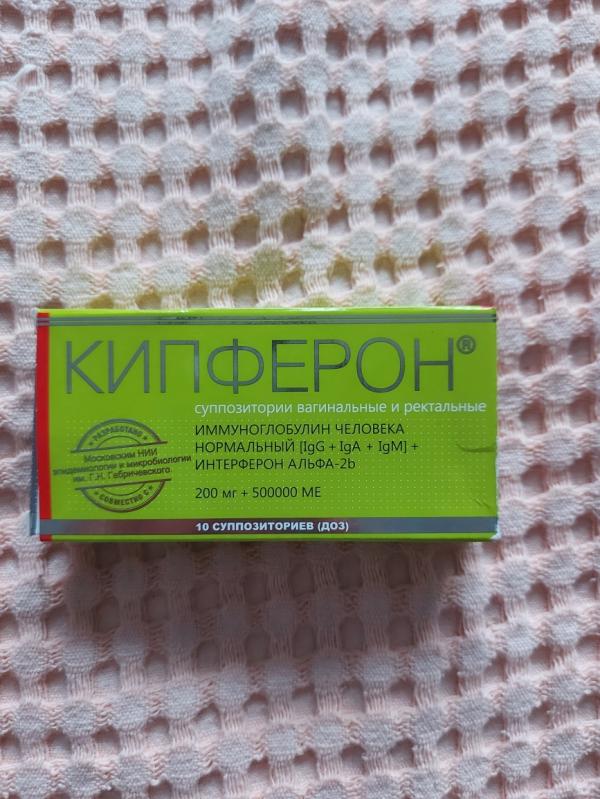 КИПФЕРОН®
суппозитории вагинальные и ректальные
ИММУНОГЛОБУЛИН ЧЕЛОВЕКА
НОРМАЛЬНЫЙ [IgG + IgA + IgM] +
ИНТЕРФЕРОН АЛЬФА-2b
200 мг + 500000 МЕ
РАЗРАБОТАНО
Московским НИИ
эпидемиологии и микробиологии
им. Г.Н. Габричевского
СОВМЕСТНО С
10 СУППОЗИТОРИЕВ (ДОЗ)